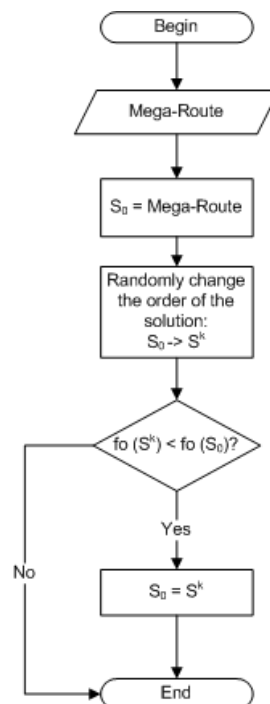 Begin
Mega-Route
S₀ = Mega-Route
Randomly change
the order of the
solution:
S₀ -> Sᵏ
fo (Sᵏ) < fo (S₀)?
Yes
No
S₀ = Sᵏ
End